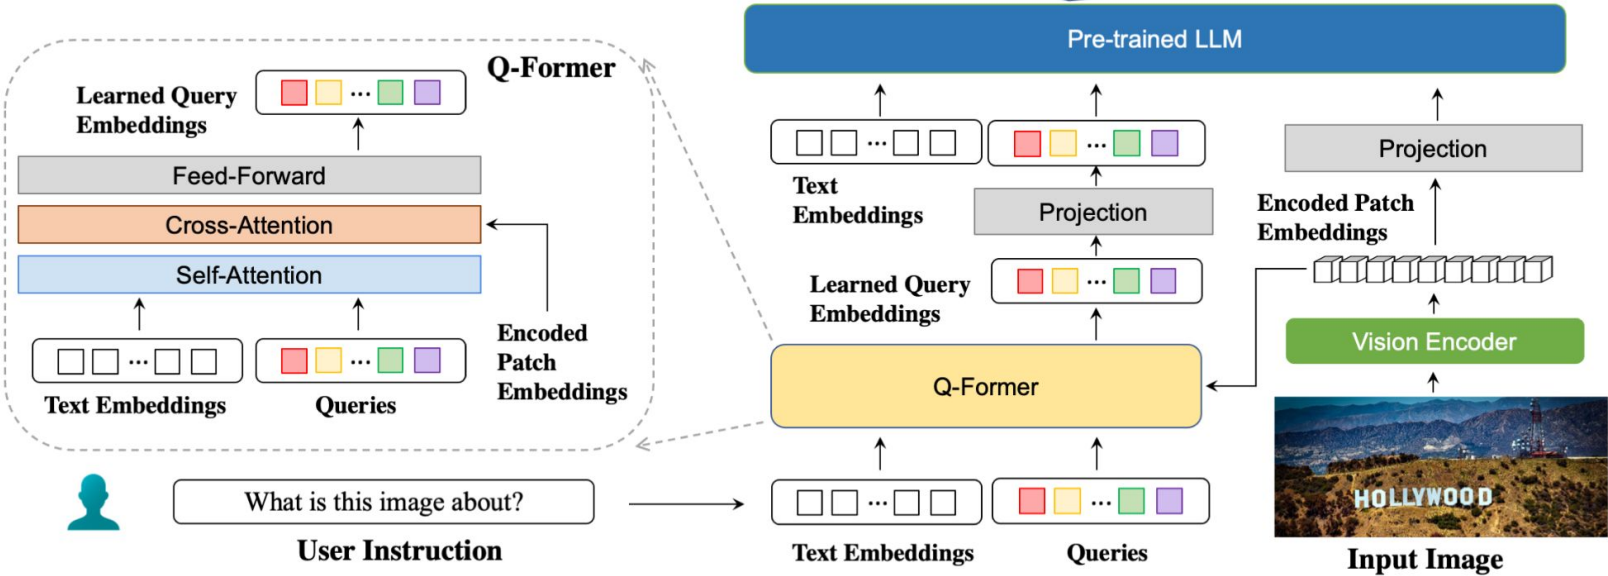 Pre-trained LLM
Q-Former
Learned Query
Embeddings
...
Feed-Forward
Cross-Attention
Self-Attention
...
...
Text Embeddings
Queries
Encoded
Patch
Embeddings
...
...
Text
Embeddings
Projection
Projection
Encoded Patch
Embeddings
Learned Query
Embeddings
...
Vision Encoder
Q-Former
HOLLYWOOD
What is this image about?
User Instruction
...
...
Text Embeddings
Queries
Input Image